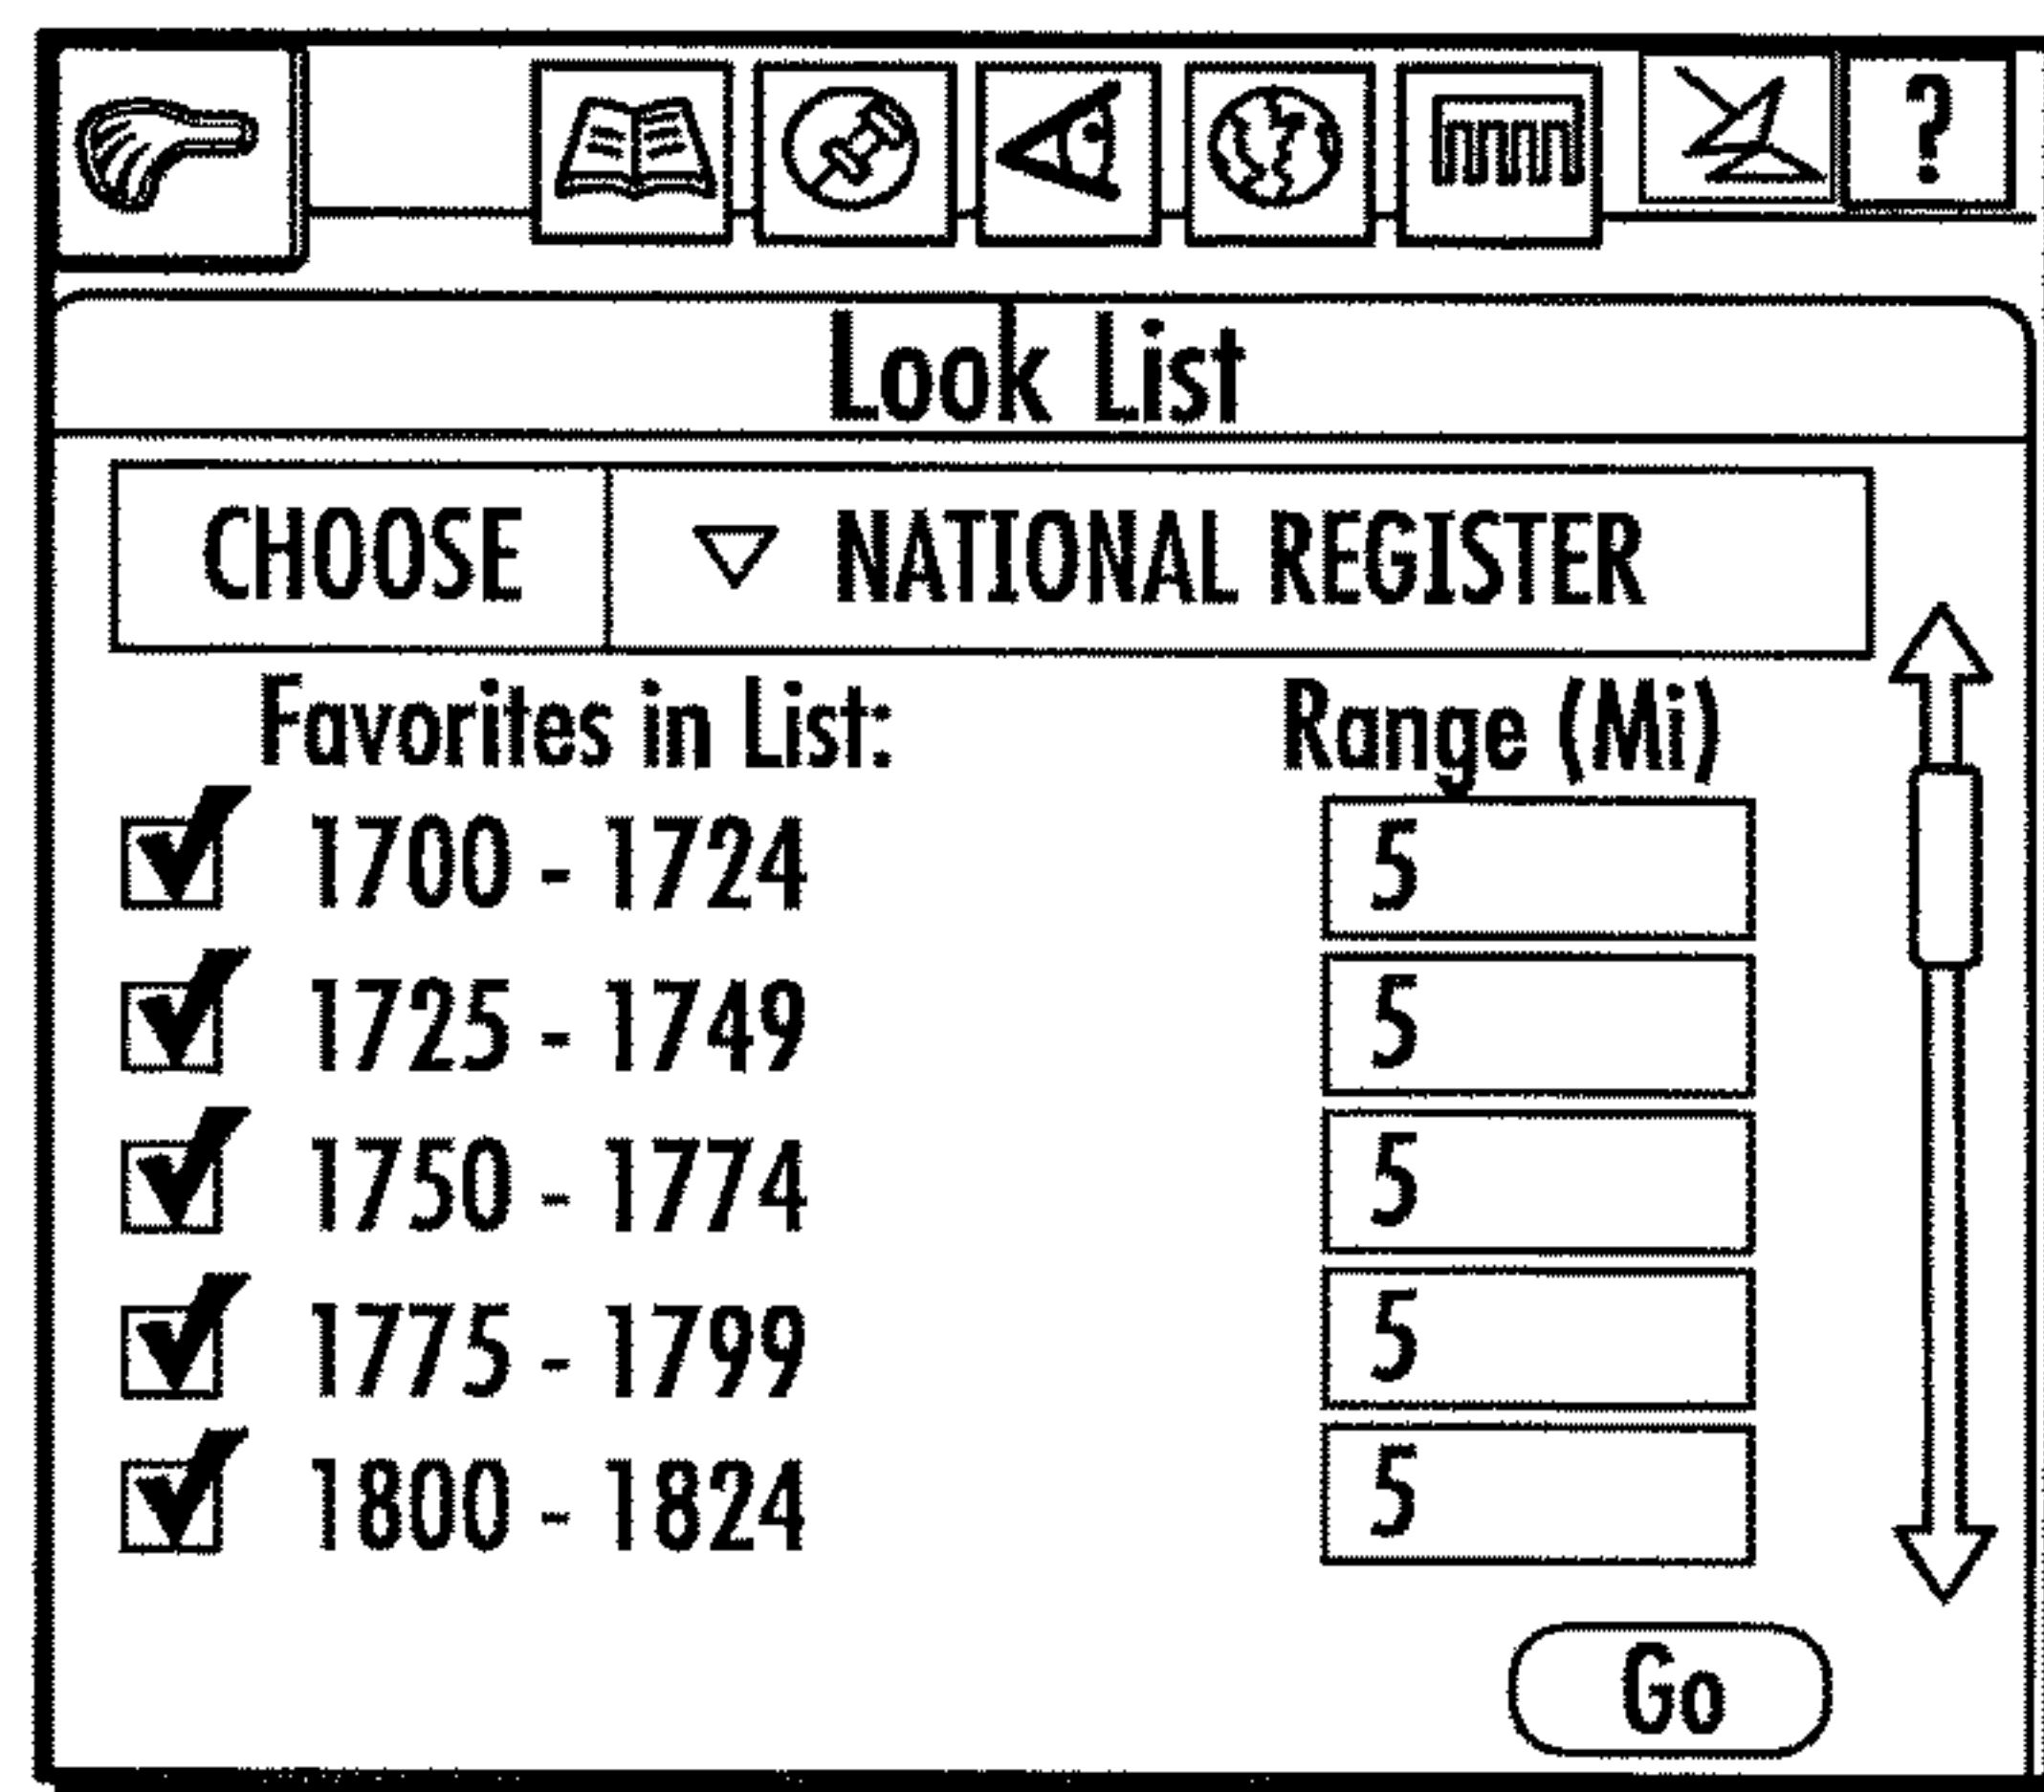 ?
Look List
CHOOSE ▽ NATIONAL REGISTER
Favorites in List: Range (Mi)
1700 - 1724 5
1725 - 1749 5
1750 - 1774 5
1775 - 1799 5
1800 - 1824 5
Go